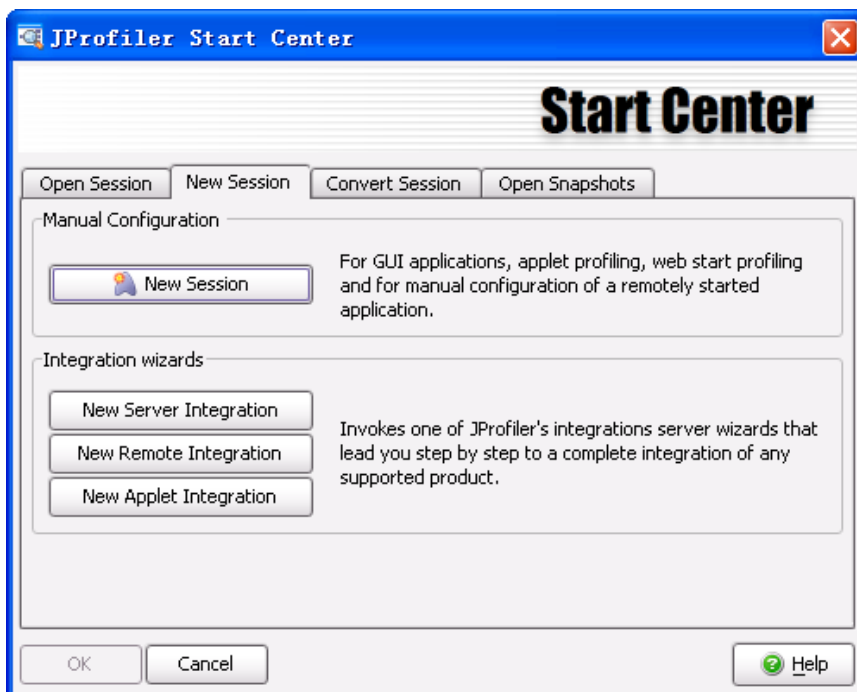 JProfiler Start Center
Start Center
Open Session
New Session
Convert Session
Open Snapshots
Manual Configuration
New Session
For GUI applications, applet profiling, web start profiling
and for manual configuration of a remotely started
application.
Integration wizards
New Server Integration
New Remote Integration
New Applet Integration
Invokes one of JProfiler's integrations server wizards that
lead you step by step to a complete integration of any
supported product.
OK
Cancel
Help